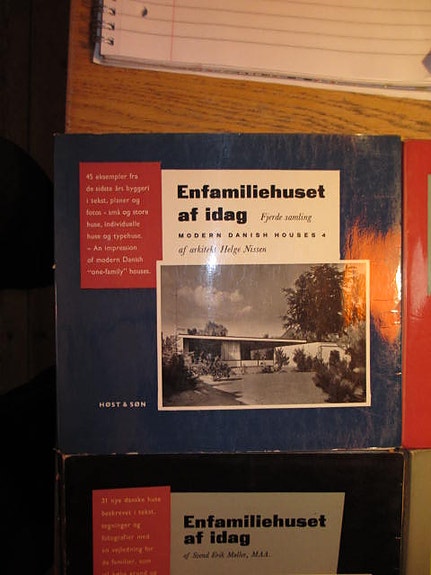 45 eksempler fra
de sidste års byggeri
i tekst, planer og
fotos - små og store
huse, individuelle
huse og typehuse.
- An impression
of modern Danish
"one-family" houses.
Enfamiliehuset
af idag Fjerde samling
MODERN DANISH HOUSES 4
af arkitekt Helge Nissen
HØST & SØN
31 nye danske huse
beskrevet i tekst,
tegninger og
fotografier med
en vejledning for
de familier, som
Enfamiliehuset
af idag
af Svend Erik Møller, MAA.